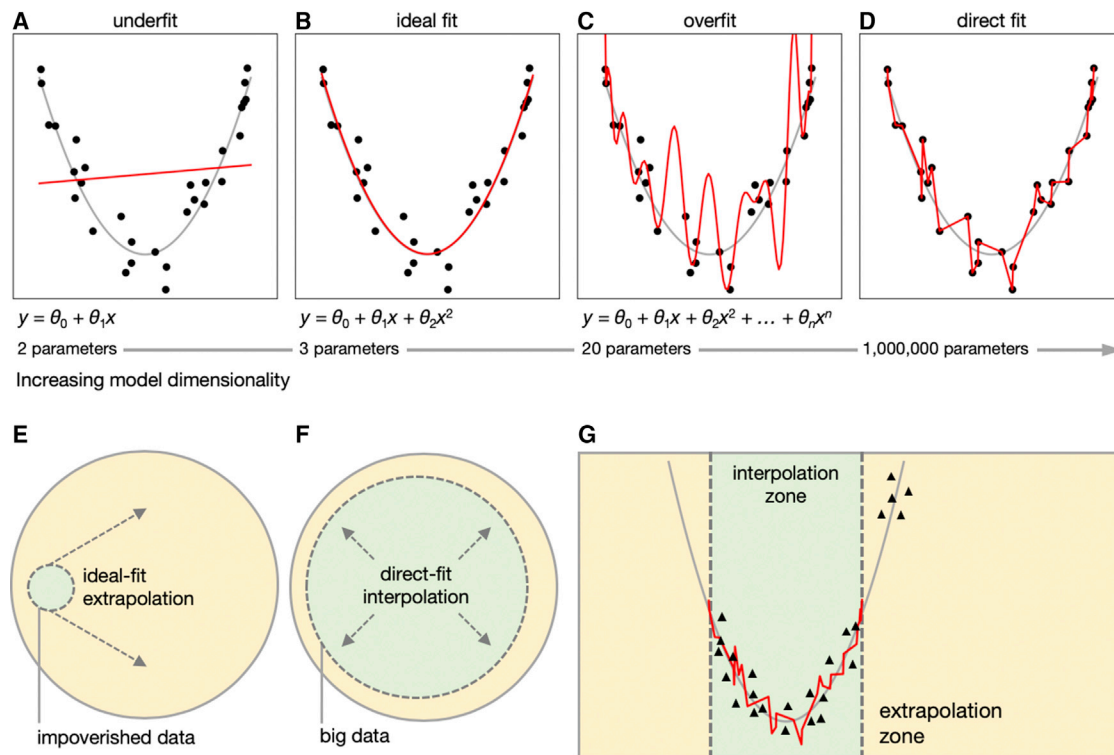 A underfit
B ideal fit
C overfit
D direct fit
y = θ₀ + θ₁x
y = θ₀ + θ₁x + θ₂x²
y = θ₀ + θ₁x + θ₂x² + … + θₙxⁿ
2 parameters
3 parameters
20 parameters
1,000,000 parameters
Increasing model dimensionality
E
ideal-fit
extrapolation
impoverished data
F
direct-fit
interpolation
big data
G
interpolation
zone
extrapolation
zone